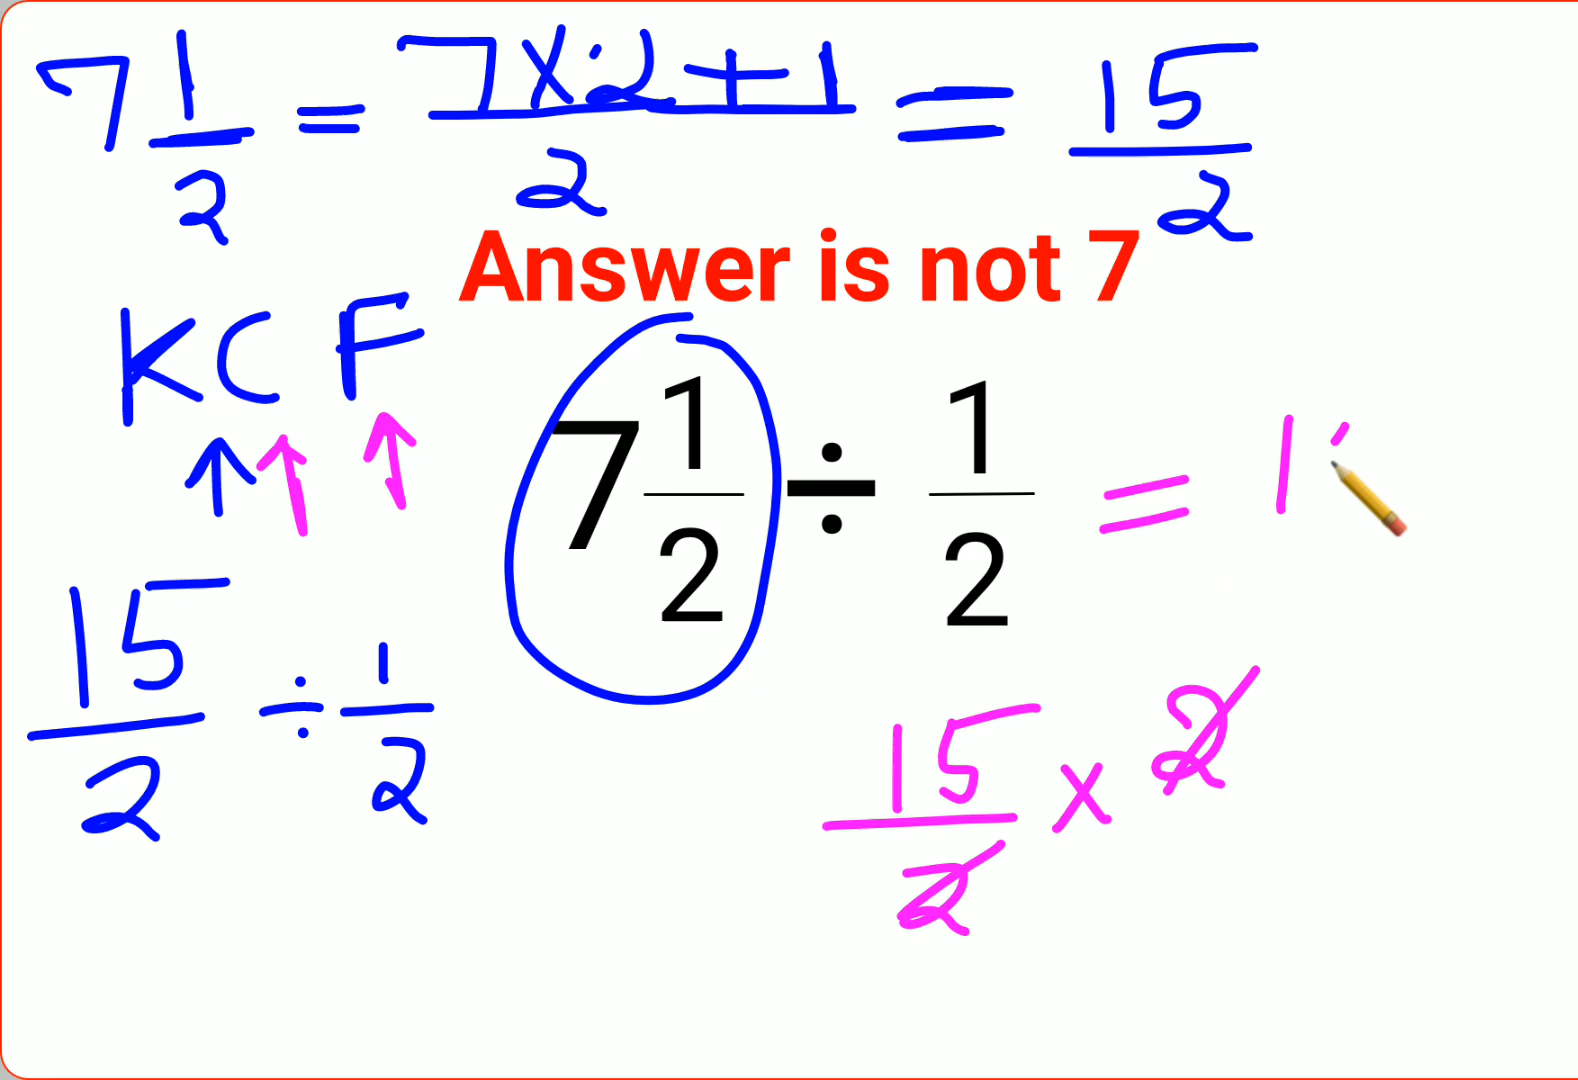 7 1/2 = 7x2+1/2 = 15/2
Answer is not 7
KCF
7 1/2 ÷ 1/2 = 1
15/2 ÷ 1/2
15/2 x 2